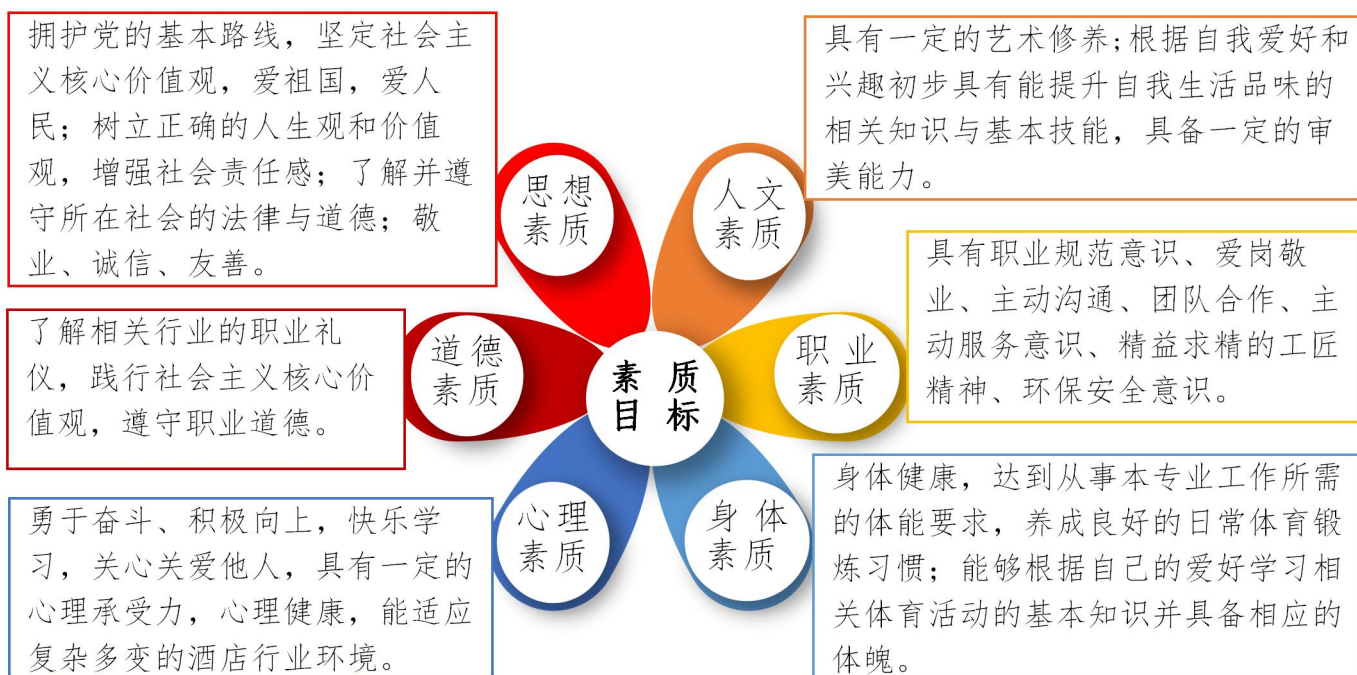 拥护党的基本路线，坚定社会主
义核心价值观，爱祖国，爱人
民；树立正确的人生观和价值
观，增强社会责任感；了解并遵
守所在社会的法律与道德；敬
业、诚信、友善。
思想
素质
人文
素质
具有一定的艺术修养;根据自我爱好和
兴趣初步具有能提升自我生活品味的
相关知识与基本技能，具备一定的审
美能力。
了解相关行业的职业礼
仪，践行社会主义核心价
值观，遵守职业道德。
道德
素质
素 质
目 标
职 业
素 质
具有职业规范意识、爱岗敬
业、主动沟通、团队合作、主
动服务意识、精益求精的工匠
精神、环保安全意识。
勇于奋斗、积极向上，快乐学
习，关心关爱他人，具有一定的
心理承受力，心理健康，能适应
复杂多变的酒店行业环境。
心理
素质
身 体
素 质
身体健康，达到从事本专业工作所需
的体能要求，养成良好的日常体育锻
炼习惯；能够根据自己的爱好学习相
关体育活动的基本知识并具备相应的
体魄。